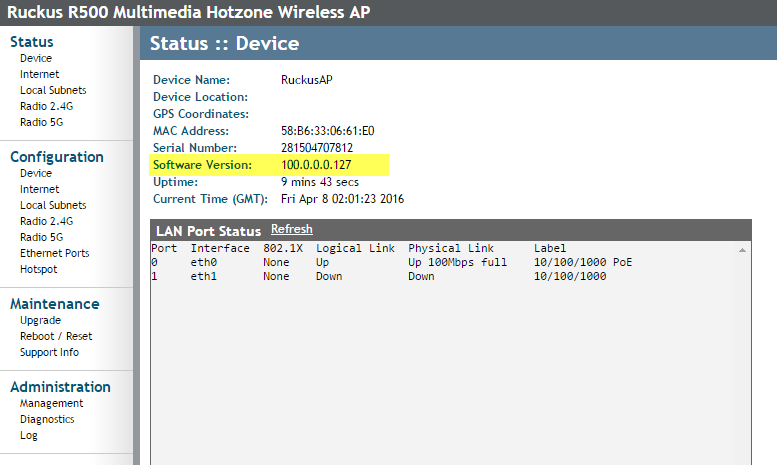 Ruckus R500 Multimedia Hotzone Wireless AP
Status
Device
Internet
Local Subnets
Radio 2.4G
Radio 5G
Configuration
Device
Internet
Local Subnets
Radio 2.4G
Radio 5G
Ethernet Ports
Hotspot
Maintenance
Upgrade
Reboot / Reset
Support Info
Administration
Management
Diagnostics
Log
Status :: Device
Device Name: RuckusAP
Device Location:
GPS Coordinates:
MAC Address: 58:B6:33:06:61:E0
Serial Number: 281504707812
Software Version: 100.0.0.0.127
Uptime: 9 mins 43 secs
Current Time (GMT): Fri Apr 8 02:01:23 2016
LAN Port Status Refresh
Port Interface 802.1X Logical Link Physical Link Label
0 eth0 None Up Up 100Mbps full 10/100/1000 PoE
1 eth1 None Down Down 10/100/1000